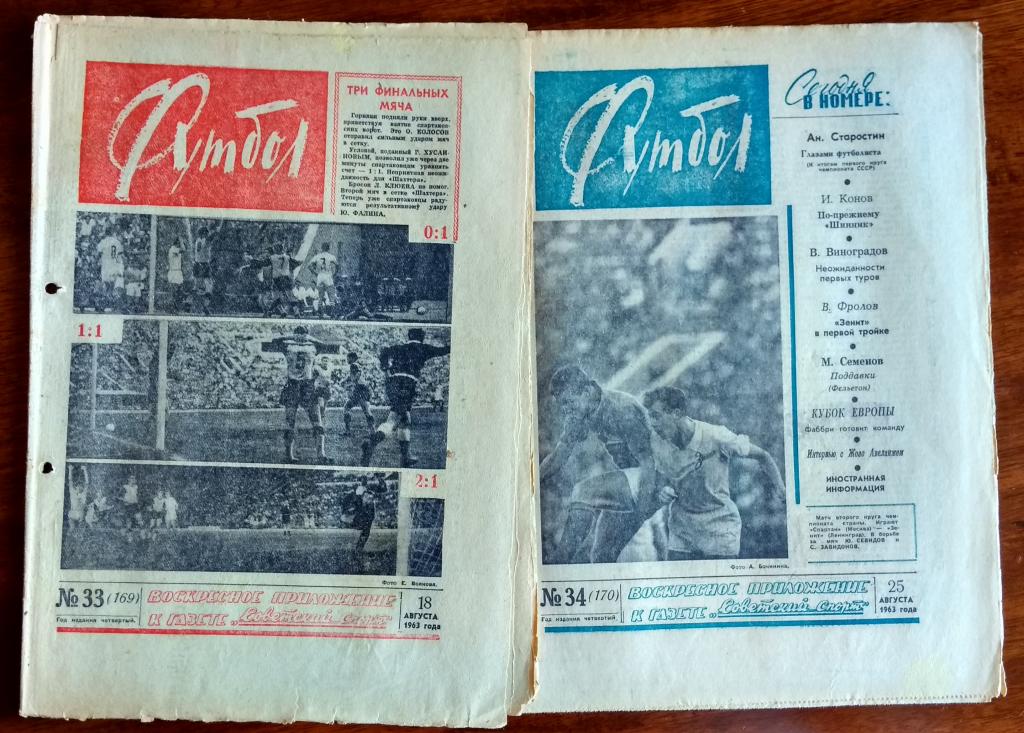 Футбол
ТРИ ФИНАЛЬНЫХ
МЯЧА
Горняки подняли руки вверх,
приветствуя взятие спартаков-
ских ворот. Это О. КОЛОСОВ
отправил сильным ударом мяч
в сетку.
Угловой, поданный Г. ХУСАИ-
НОВЫМ, позволил уже через две
минуты спартаковцам уравнять
счет — 1:1. Неприятная неожи-
данность для «Шахтера».
Бросок Л. КЛЮЕВА не помог.
Второй мяч в сетке «Шахтера».
Теперь уже спартаковцы раду-
ются результативному удару
Ю. ФАЛИНА.
0:1
1:1
2:1
Фото Е. Волкова.
№ 33 (169)
Год издания четвертый.
ВОСКРЕСНОЕ ПРИЛОЖЕНИЕ
К ГАЗЕТЕ „Советский Спорт“
18
АВГУСТА
1963 года
Футбол
Сегодня
В НОМЕРЕ:
Ан. Старостин
Глазами футболиста
(К итогам первого круга
чемпионата СССР)
И. Конов
По-прежнему
«Шинник»
В. Виноградов
Неожиданности
первых туров
В. Фролов
«Зенит»
в первой тройке
М. Семенов
Поддавки
(Фельетон)
КУБОК ЕВРОПЫ
Фаббри готовит команду
Интервью с Жоао Авеланжем
ИНОСТРАННАЯ
ИНФОРМАЦИЯ
Матч второго круга чем-
пионата страны. Играют
«Спартак» (Москва) — «Зе-
нит» (Ленинград). В борьбе
за мяч Ю. СЕВИДОВ и
С. ЗАВИДОНОВ.
Фото А. Бочинина.
№ 34 (170)
Год издания четвертый.
ВОСКРЕСНОЕ ПРИЛОЖЕНИЕ
К ГАЗЕТЕ „Советский Спорт“
25
АВГУСТА
1963 года